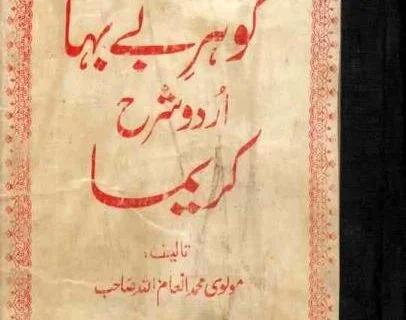 گوہرِ بے بہا
اُردو شرح
کریما
تالیف:
مولوی محمد انعام اللہ صاحب